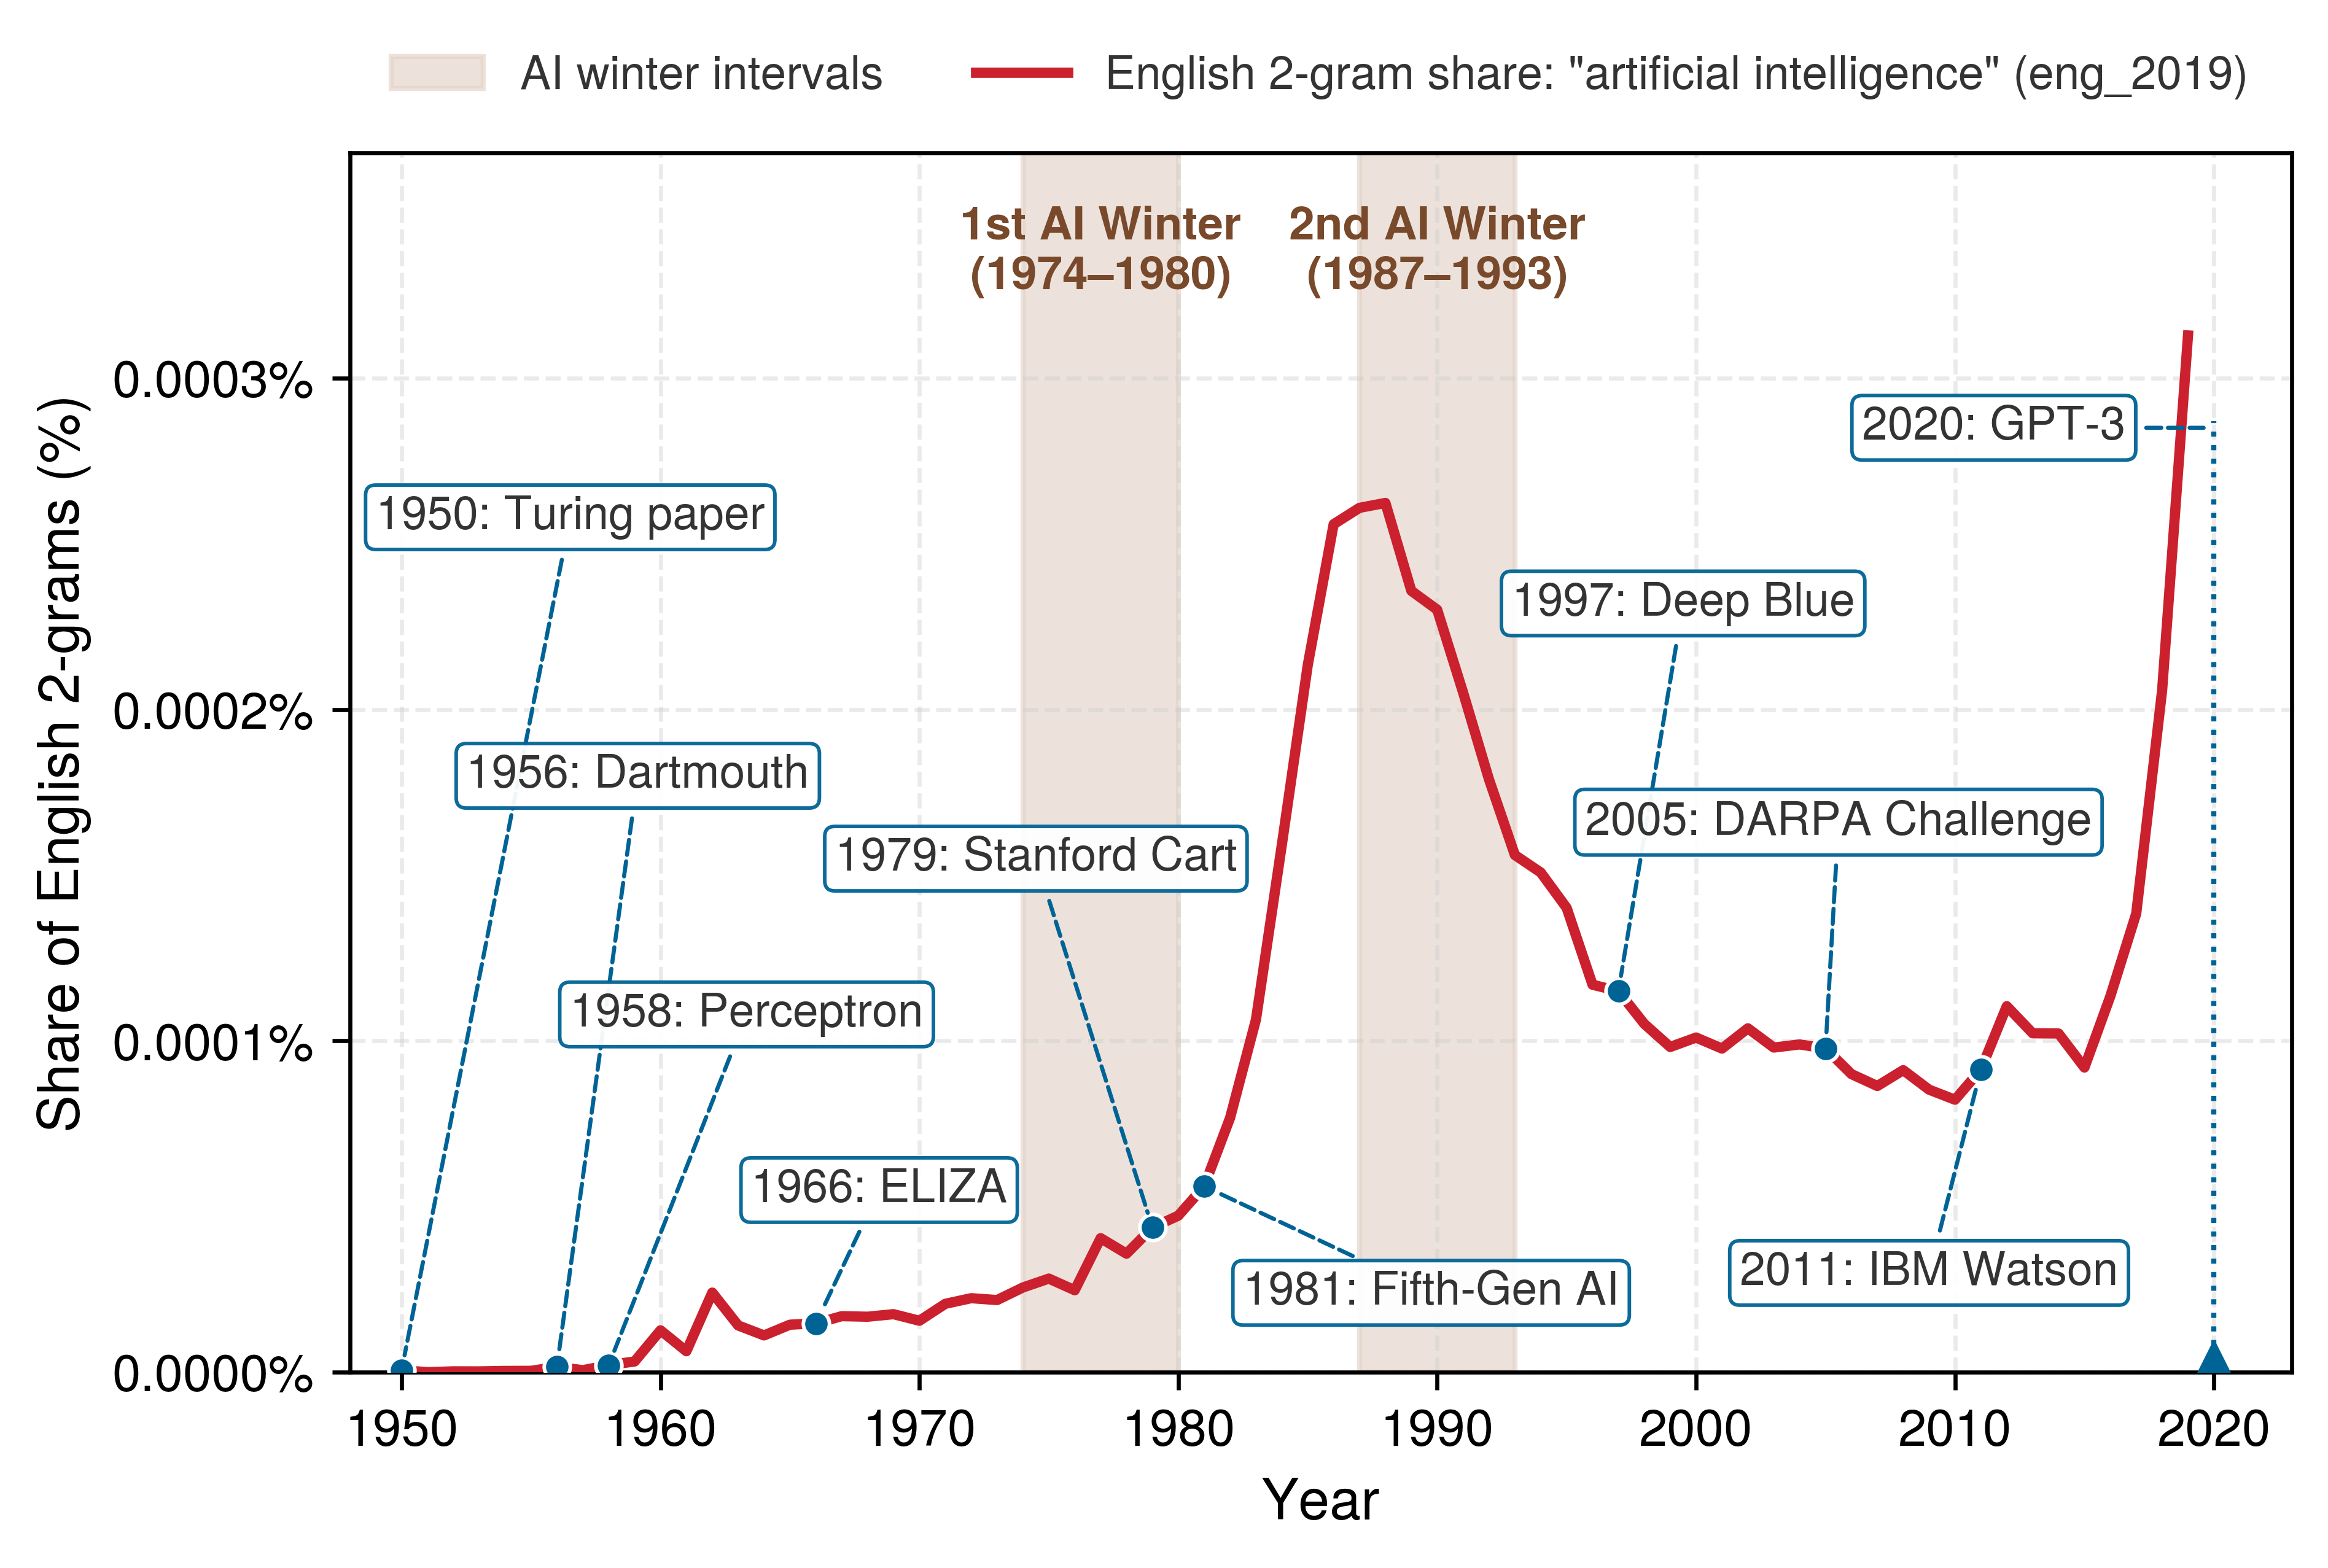 AI winter intervals
English 2-gram share: "artificial intelligence" (eng_2019)
1st AI Winter
(1974–1980)
2nd AI Winter
(1987–1993)
0.0003%
0.0002%
0.0001%
0.0000%
Share of English 2-grams (%)
2020: GPT-3
1950: Turing paper
1997: Deep Blue
1956: Dartmouth
2005: DARPA Challenge
1979: Stanford Cart
1958: Perceptron
1966: ELIZA
1981: Fifth-Gen AI
2011: IBM Watson
1950 1960 1970 1980 1990 2000 2010 2020
Year